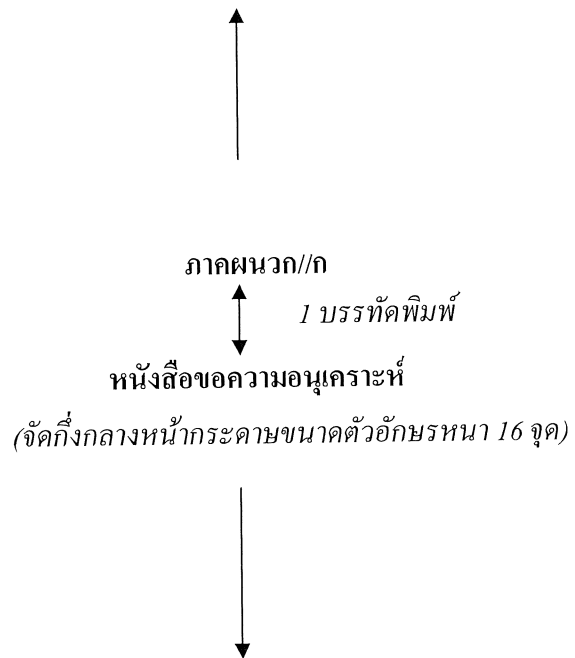 ภาคผนวก//ก
1 บรรทัดพิมพ์
หนังสือขอความอนุเคราะห์
(จัดกึ่งกลางหน้ากระดาษขนาดตัวอักษรหนา 16 จุด)